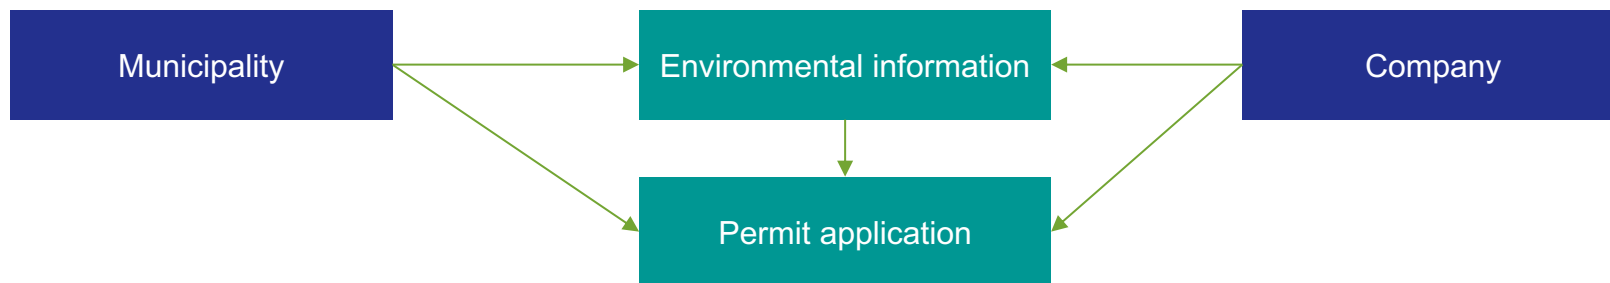 Municipality
Environmental information
Company
Permit application